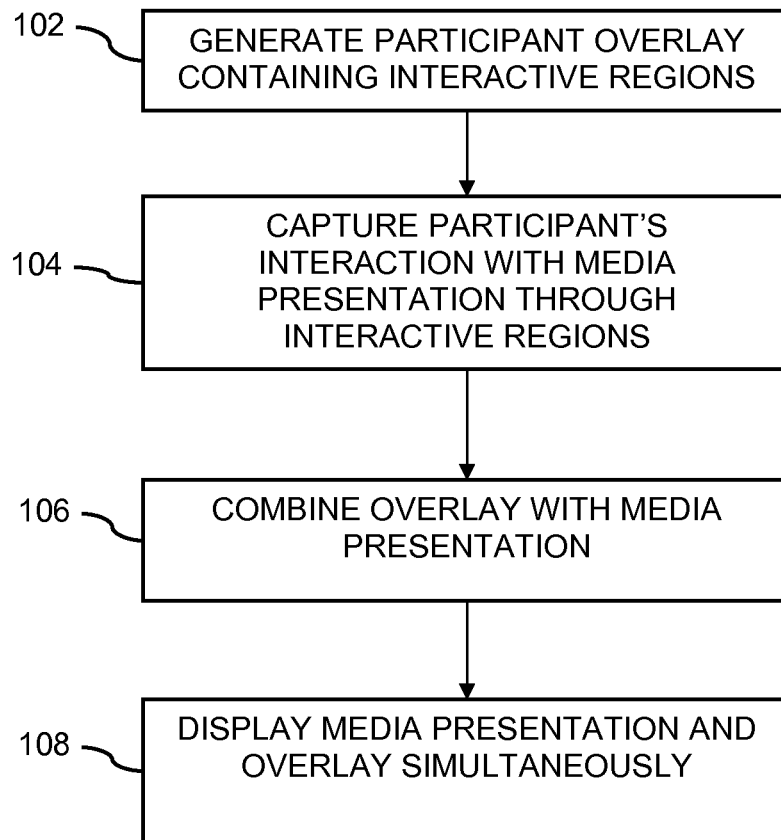 102
GENERATE PARTICIPANT OVERLAY
CONTAINING INTERACTIVE REGIONS
104
CAPTURE PARTICIPANT’S
INTERACTION WITH MEDIA
PRESENTATION THROUGH
INTERACTIVE REGIONS
106
COMBINE OVERLAY WITH MEDIA
PRESENTATION
108
DISPLAY MEDIA PRESENTATION AND
OVERLAY SIMULTANEOUSLY